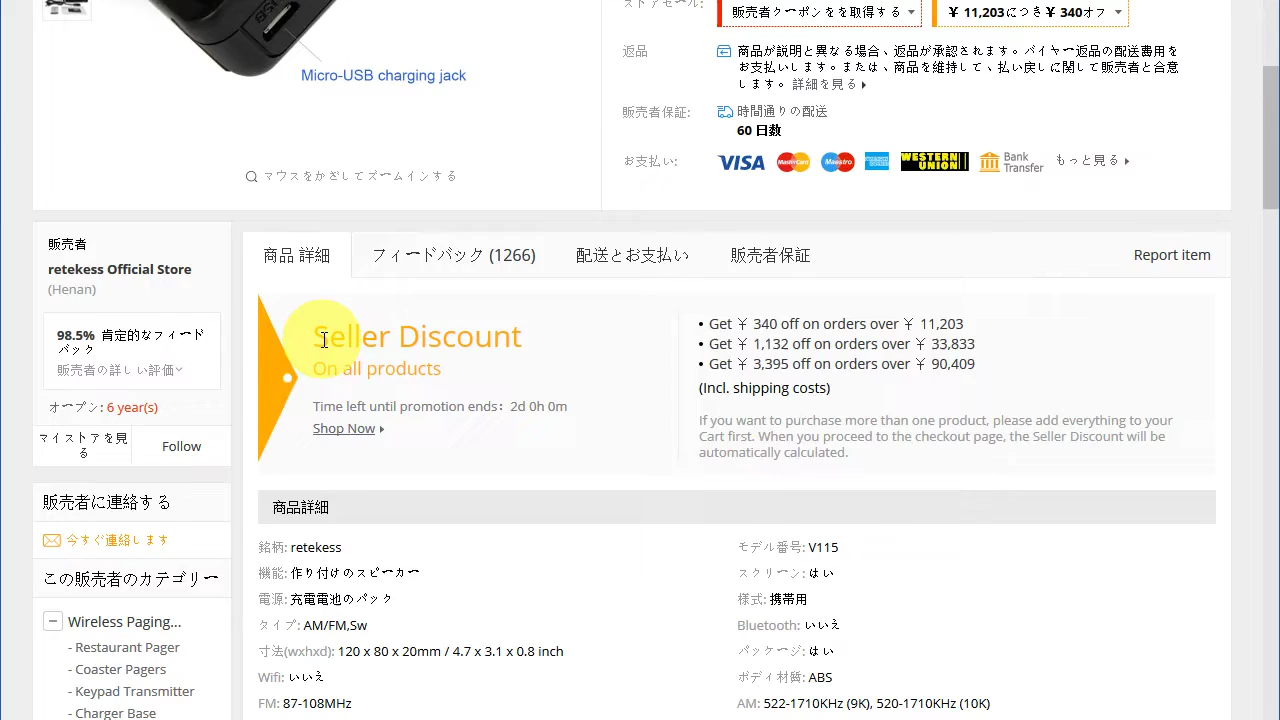 ストアセール:
販売者クーポンをを取得する
¥ 11,203につき¥ 340オフ
Micro-USB charging jack
返品
商品が説明と異なる場合、返品が承認されます。バイヤー返品の配送費用を
お支払いします。または、商品を維持して、払い戻しに関して販売者と合意
します。 詳細を見る
販売者保証:
時間通りの配送
60 日数
お支払い:
VISA
MasterCard
Maestro
WESTERN
UNION
Bank
Transfer
もっと見る
マウスをかざしてズームインする
販売者
retekess Official Store
(Henan)
98.5% 肯定的なフィード
バック
販売者の詳しい評価
オープン: 6 year(s)
マイストアを見
る
Follow
販売者に連絡する
今すぐ連絡します
この販売者のカテゴリー
Wireless Paging...
- Restaurant Pager
- Coaster Pagers
- Keypad Transmitter
- Charger Base
商品 詳細
フィードバック (1266)
配送とお支払い
販売者保証
Report item
Seller Discount
On all products
Time left until promotion ends: 2d 0h 0m
Shop Now
• Get ¥ 340 off on orders over ¥ 11,203
• Get ¥ 1,132 off on orders over ¥ 33,833
• Get ¥ 3,395 off on orders over ¥ 90,409
(Incl. shipping costs)
If you want to purchase more than one product, please add everything to your
Cart first. When you proceed to the checkout page, the Seller Discount will be
automatically calculated.
商品詳細
銘柄: retekess
モデル番号: V115
機能: 作り付けのスピーカー
スクリーン: はい
電源: 充電電池のパック
様式: 携帯用
タイプ: AM/FM,Sw
Bluetooth: いいえ
寸法(wxhxd): 120 x 80 x 20mm / 4.7 x 3.1 x 0.8 inch
パッケージ: はい
Wifi: いいえ
ボディ材質: ABS
FM: 87-108MHz
AM: 522-1710KHz (9K), 520-1710KHz (10K)